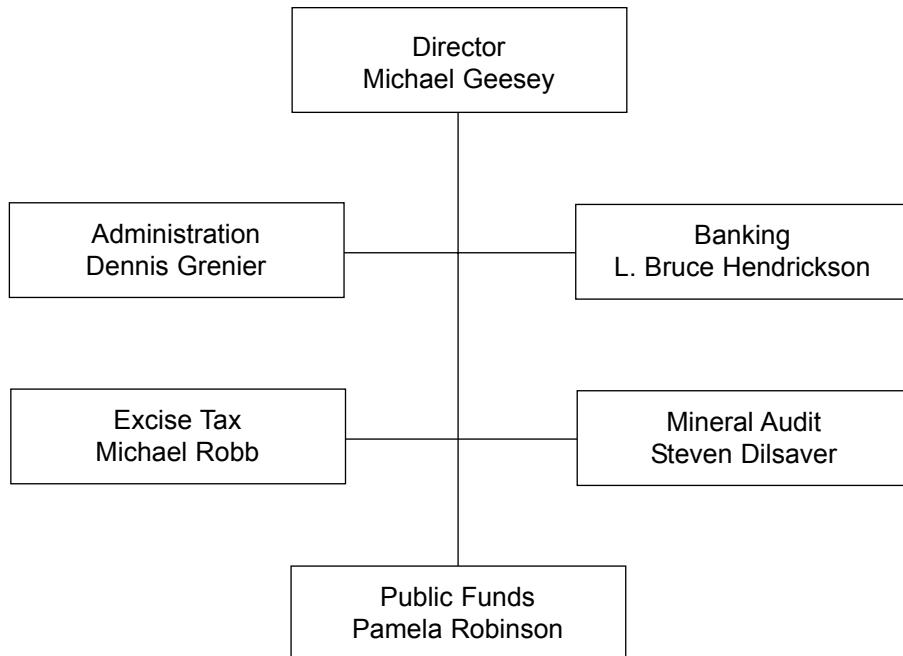 Director
Michael Geesey
Administration
Dennis Grenier
Banking
L. Bruce Hendrickson
Excise Tax
Michael Robb
Mineral Audit
Steven Dilsaver
Public Funds
Pamela Robinson